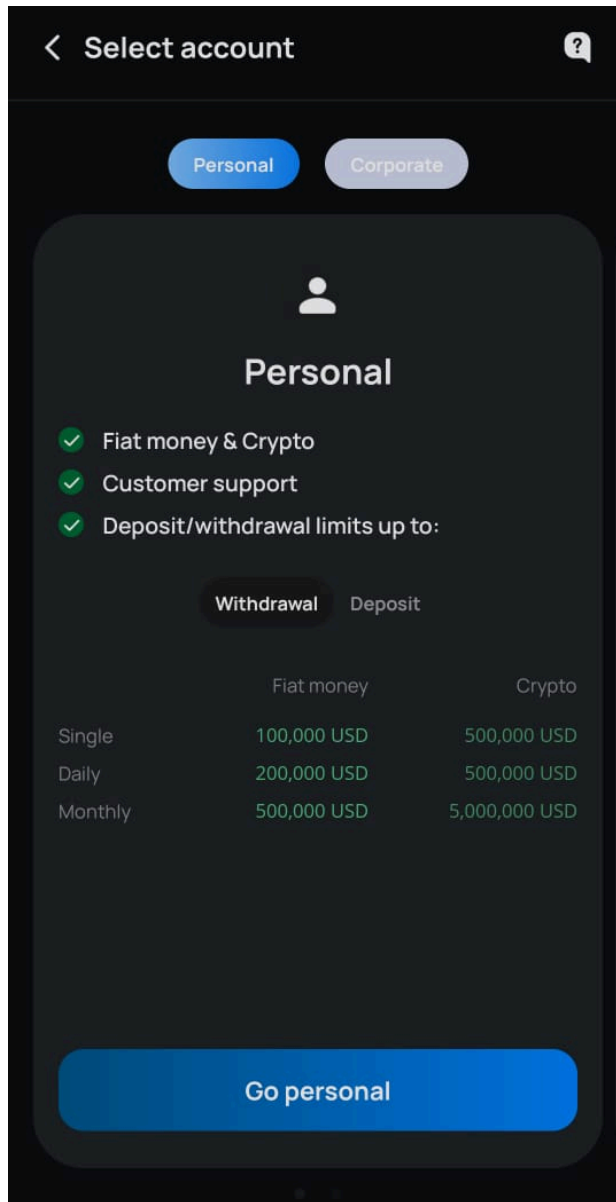 Select account
Personal Corporate
Personal
Fiat money & Crypto
Customer support
Deposit/withdrawal limits up to:
Withdrawal Deposit
Fiat money Crypto
Single 100,000 USD 500,000 USD
Daily 200,000 USD 500,000 USD
Monthly 500,000 USD 5,000,000 USD
Go personal